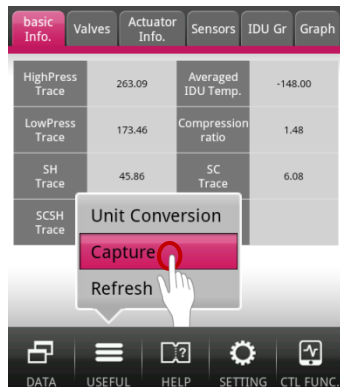 basic
Info.
Valves
Actuator
Info.
Sensors
IDU Gr
Graph
HighPress
Trace
263.09
Averaged
IDU Temp.
-148.00
LowPress
Trace
173.46
Compression
ratio
1.48
SH
Trace
45.86
SC
Trace
6.08
SCSH
Trace
Unit Conversion
Capture
Refresh
DATA
USEFUL
HELP
SETTING
CTL FUNC.